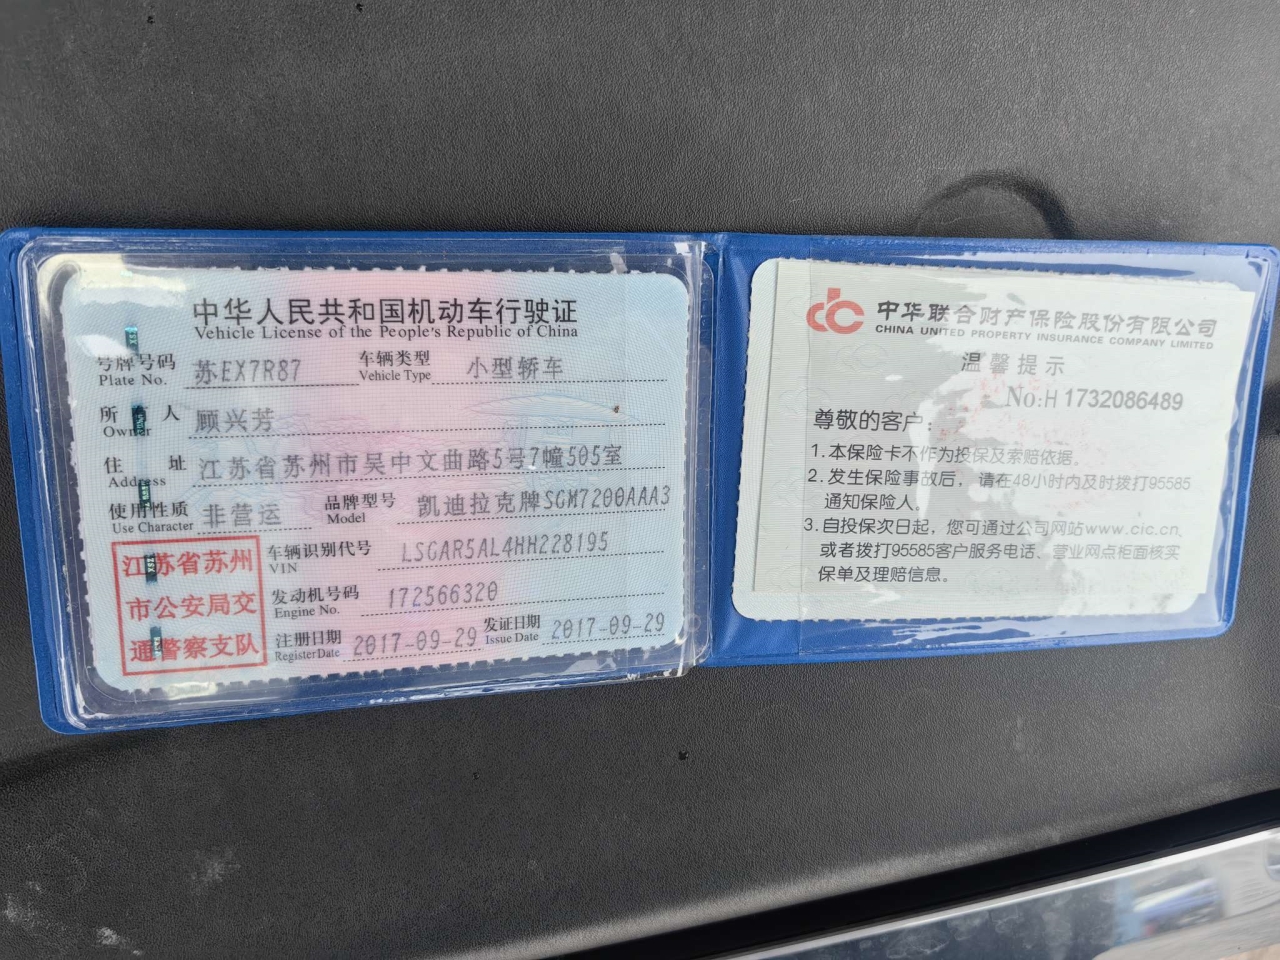 中华人民共和国机动车行驶证
Vehicle License of the People's Republic of China
号牌号码 苏EX7R87 车辆类型 小型轿车
Plate No. Vehicle Type
所有人 顾兴芳
Owner
住址 江苏省苏州市吴中文曲路5号7幢505室
Address
使用性质 非营运 品牌型号 凯迪拉克牌SGM7200AAA3
Use Character Model
江苏省苏州
市公安局交
通警察支队
车辆识别代号 LSGAR5AL4HH228195
VIN
发动机号码 172566320
Engine No.
注册日期 2017-09-29 发证日期 2017-09-29
Register Date Issue Date
中华联合财产保险股份有限公司
CHINA UNITED PROPERTY INSURANCE COMPANY LIMITED
温馨提示
No:H 1732086489
尊敬的客户:
1.本保险卡不作为投保及索赔依据。
2.发生保险事故后,请在48小时内及时拨打95585
通知保险人。
3.自投保次日起,您可通过公司网站www.cic.cn、
或者拨打95585客户服务电话、营业网点柜面核实
保单及理赔信息。